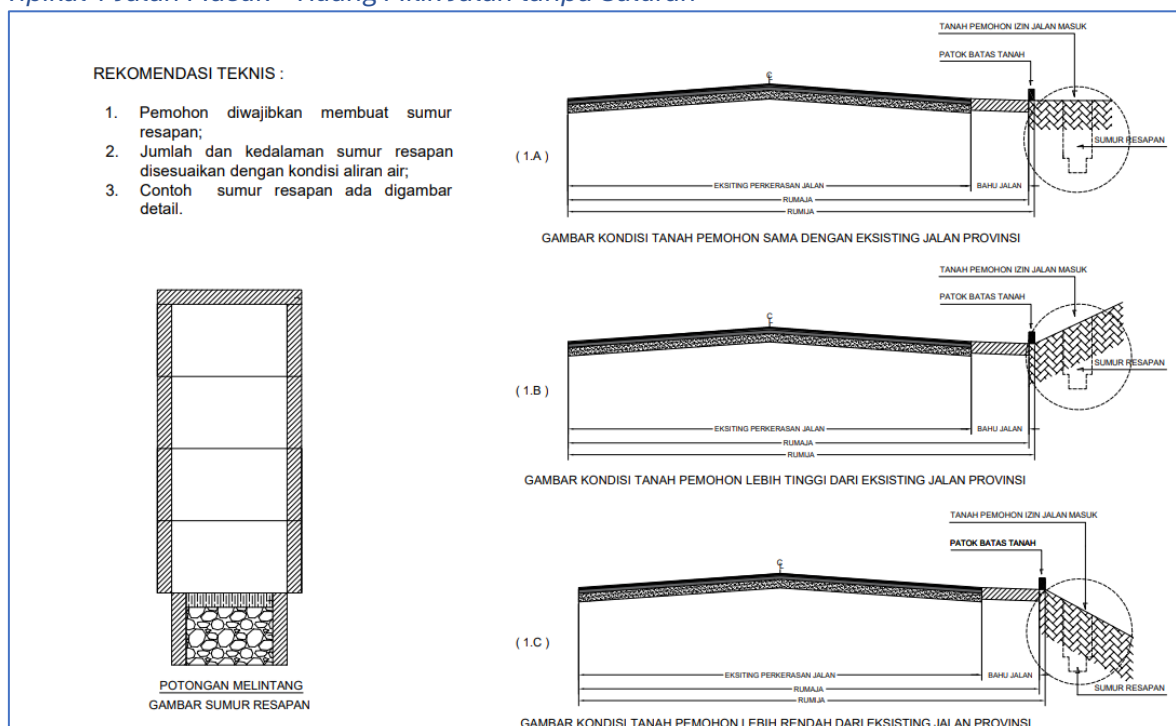 REKOMENDASI TEKNIS :
1. Pemohon diwajibkan membuat sumur
resapan;
2. Jumlah dan kedalaman sumur resapan
disesuaikan dengan kondisi aliran air;
3. Contoh sumur resapan ada digambar
detail.
POTONGAN MELINTANG
GAMBAR SUMUR RESAPAN
TANAH PEMOHON IZIN JALAN MASUK
PATOK BATAS TANAH
( 1.A )
SUMUR RESAPAN
EKSITING PERKERASAN JALAN
BAHU JALAN
RUMAJA
RUMIJA
GAMBAR KONDISI TANAH PEMOHON SAMA DENGAN EKSISTING JALAN PROVINSI
TANAH PEMOHON IZIN JALAN MASUK
PATOK BATAS TANAH
( 1.B )
SUMUR RESAPAN
EKSITING PERKERASAN JALAN
BAHU JALAN
RUMAJA
RUMIJA
GAMBAR KONDISI TANAH PEMOHON LEBIH TINGGI DARI EKSISTING JALAN PROVINSI
TANAH PEMOHON IZIN JALAN MASUK
PATOK BATAS TANAH
( 1.C )
SUMUR RESAPAN
EKSITING PERKERASAN JALAN
BAHU JALAN
RUMAJA
RUMIJA
GAMBAR KONDISI TANAH PEMOHON LEBIH RENDAH DARI EKSISTING JALAN PROVINSI